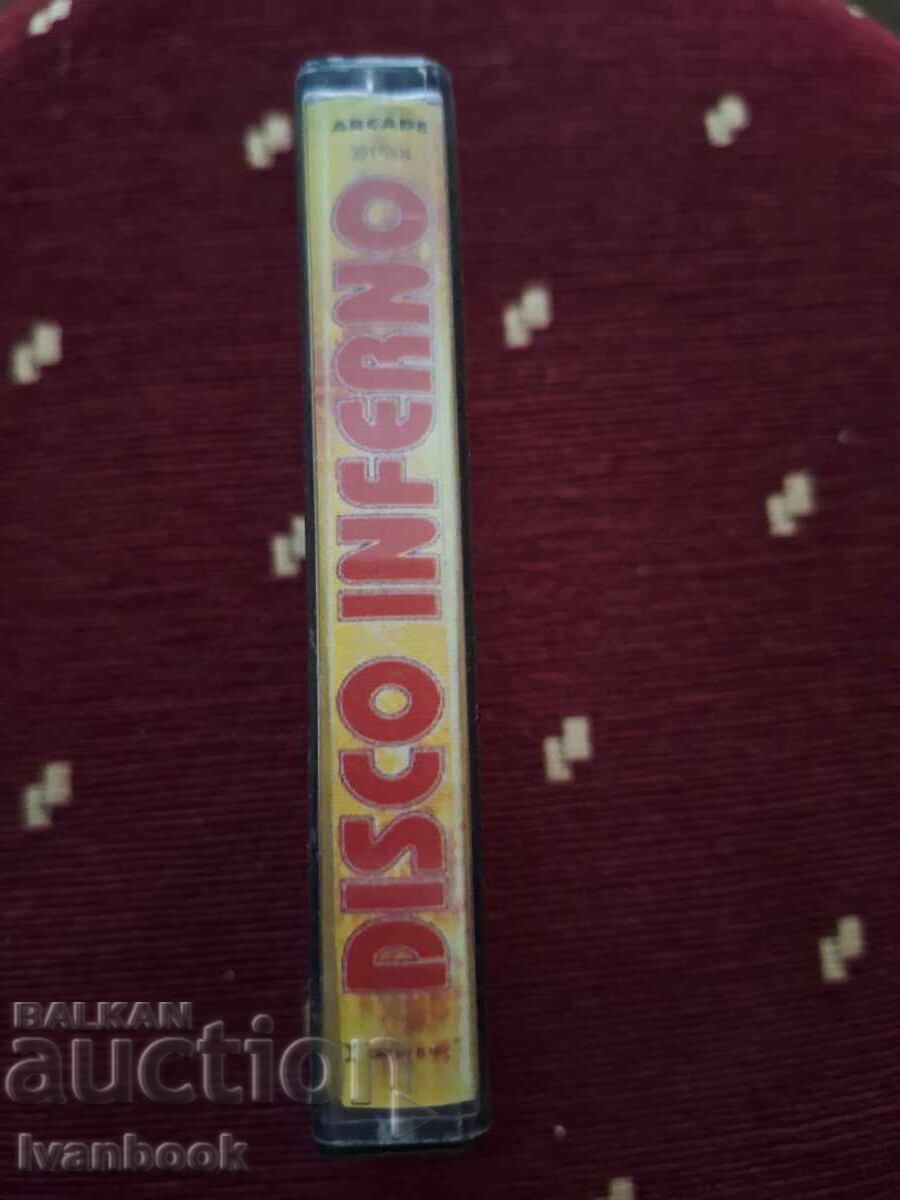 ARCADE
DISCO INFERNO
BALKAN
auction
Ivanbook